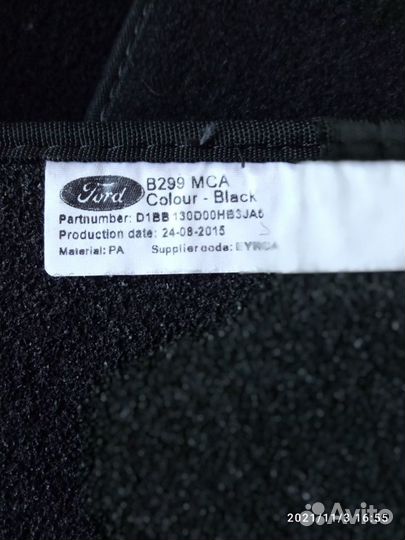 Ford
B299 MCA
Colour - Black
Partnumber: D1BB 130D00HB3JA5
Production date: 24-08-2015
Material: PA Supplier code: EYRCA
2021/11/3 16:55
Avito